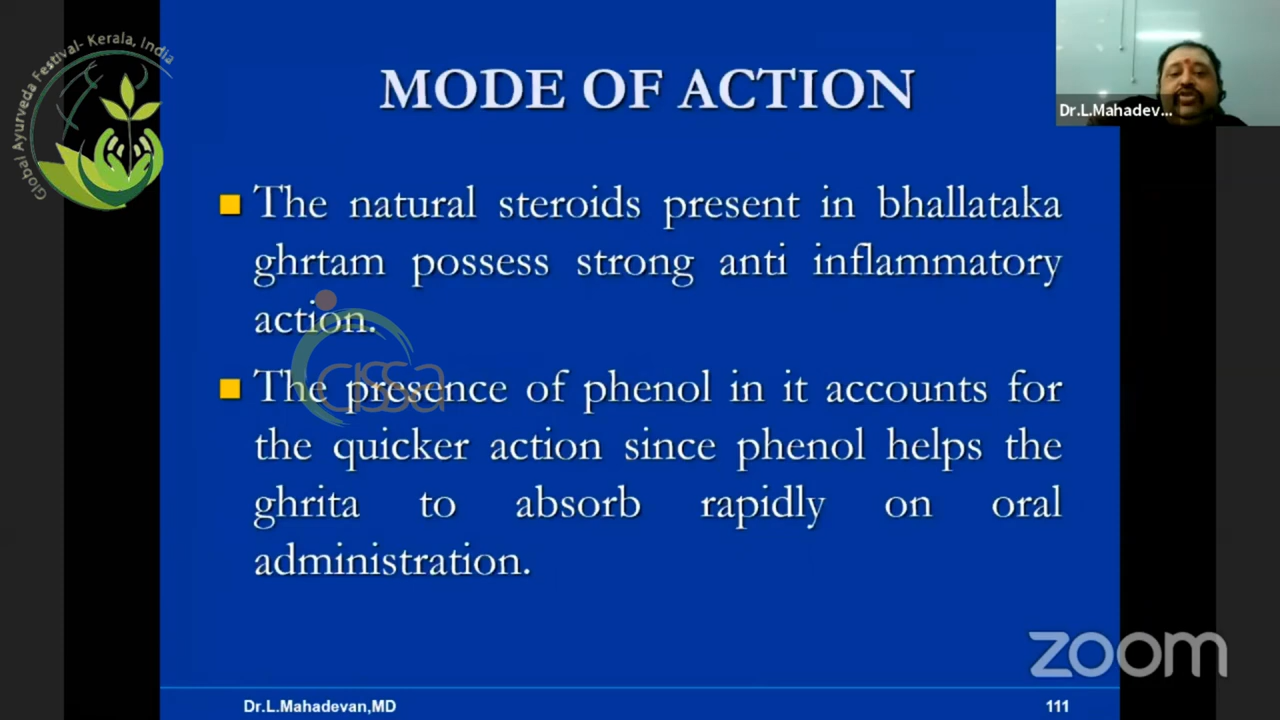 Global Ayurveda Festival- Kerala, India
MODE OF ACTION
Dr.L.Mahadev...
The natural steroids present in bhallataka
ghrtam possess strong anti inflammatory
action.
cissa
The presence of phenol in it accounts for
the quicker action since phenol helps the
ghrita to absorb rapidly on oral
administration.
zoom
Dr.L.Mahadevan,MD
111